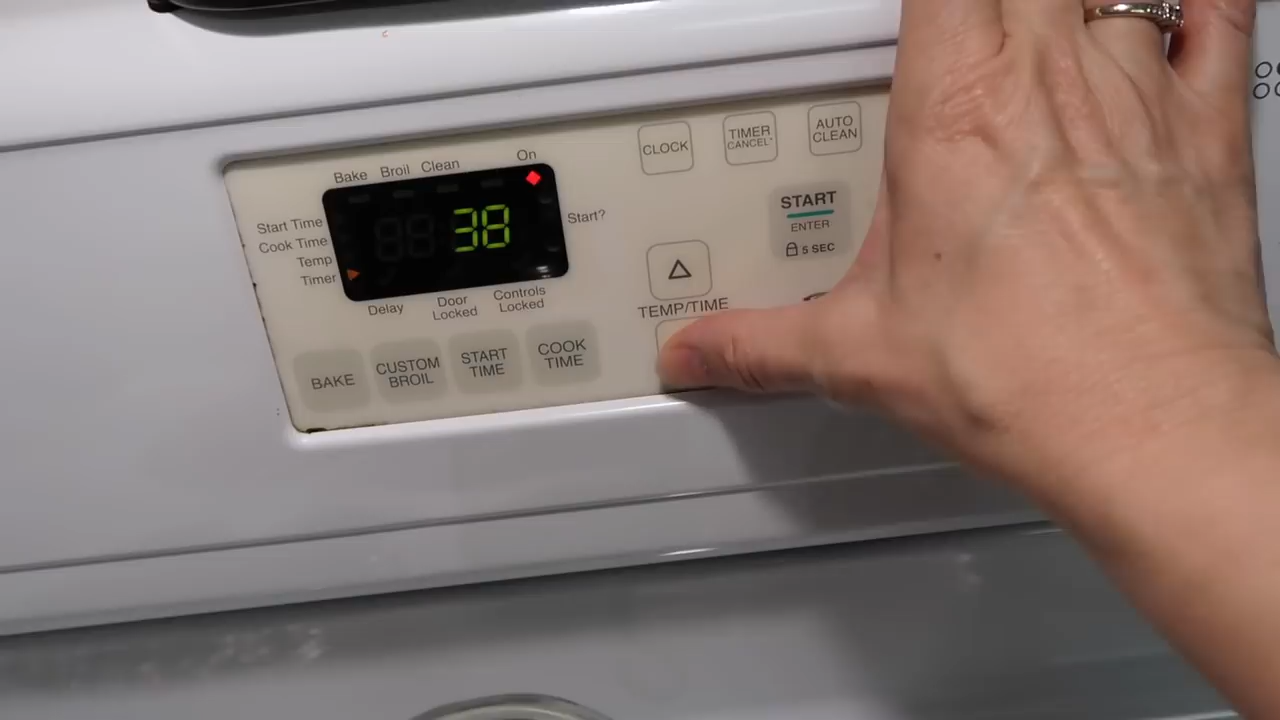 Bake Broil Clean On
Start Time
Cook Time
Temp
Timer
38
Start?
Delay
Door
Locked
Controls
Locked
BAKE
CUSTOM
BROIL
START
TIME
COOK
TIME
CLOCK
TIMER
CANCEL
AUTO
CLEAN
START
ENTER
5 SEC
TEMP/TIME